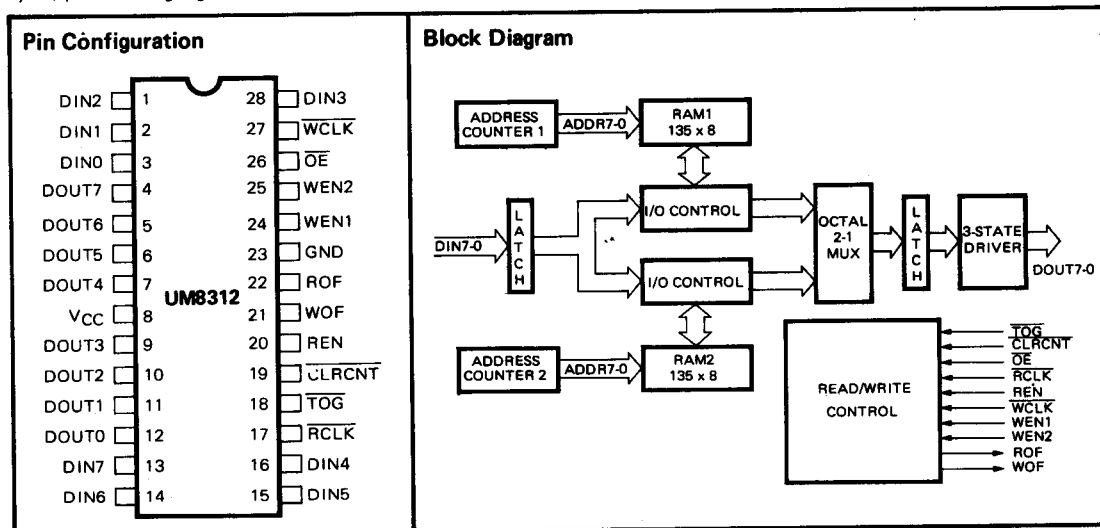 Pin Configuration
DIN2 1 28 DIN3
DIN1 2 27 WCLK
DIN0 3 26 OE
DOUT7 4 25 WEN2
DOUT6 5 24 WEN1
DOUT5 6 23 GND
DOUT4 7 22 ROF
UM8312
VCC 8 21 WOF
DOUT3 9 20 REN
DOUT2 10 19 CLRCNT
DOUT1 11 18 TOG
DOUT0 12 17 RCLK
DIN7 13 16 DIN4
DIN6 14 15 DIN5
Block Diagram
ADDRESS
COUNTER 1
ADDR7-0
RAM1
135 x 8
DIN7-0
LATCH
I/O CONTROL
I/O CONTROL
OCTAL
2-1
MUX
LATCH
3-STATE
DRIVER
DOUT7-0
ADDRESS
COUNTER 2
ADDR7-0
RAM2
135 x 8
READ/WRITE
CONTROL
TOG
CLRCNT
OE
RCLK
REN
WCLK
WEN1
WEN2
ROF
WOF